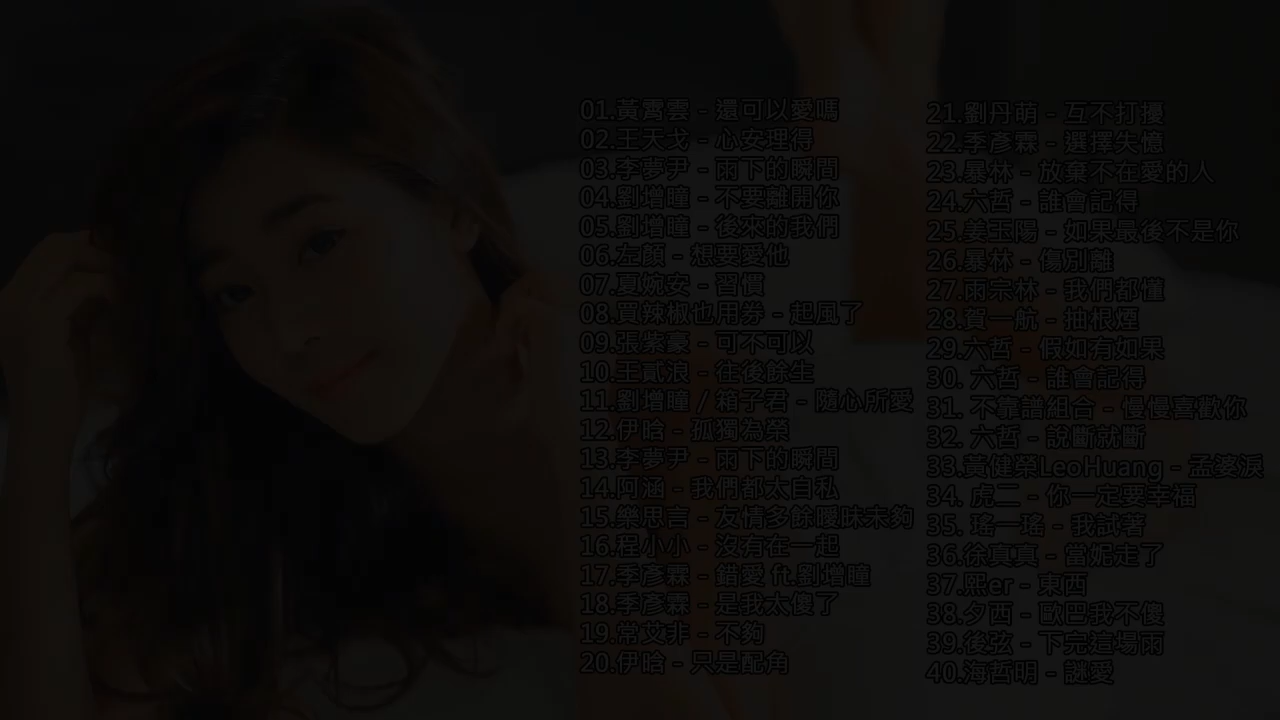 01.黃霄雲 - 還可以愛嗎
02.王天戈 - 心安理得
03.李夢尹 - 雨下的瞬間
04.劉增瞳 - 不要離開你
05.劉增瞳 - 後來的我們
06.左顏 - 想要愛他
07.夏婉安 - 習慣
08.買辣椒也用券 - 起風了
09.張紫豪 - 可不可以
10.王貳浪 - 往後餘生
11.劉增瞳 / 箱子君 - 隨心所愛
12.伊晗 - 孤獨為榮
13.李夢尹 - 雨下的瞬間
14.阿涵 - 我們都太自私
15.樂思吉 - 友情多餘曖昧未夠
16.程小小 - 沒有在一起
17.季彥霖 - 錯愛 ft.劉增瞳
18.季彥霖 - 是我太傻了
19.常艾非 - 不夠
20.伊晗 - 只是配角
21.劉丹萌 - 互不打擾
22.季彥霖 - 選擇失憶
23.暴林 - 放棄不在愛的人
24.六哲 - 誰會記得
25.姜玉陽 - 如果最後不是你
26.暴林 - 傷別離
27.雨宗林 - 我們都懂
28.賀一航 - 抽恨煙
29.六哲 - 假如有如果
30. 六哲 - 誰會記得
31. 不靠譜組合 - 慢慢喜歡你
32. 六哲 - 說斷就斷
33.黃健榮LeoHuang - 孟婆淚
34. 虎二 - 你一定要幸福
35. 瑤一瑤 - 我試著
36.徐真真 - 當妮走了
37.熙er - 東西
38.夕西 - 歐巴我不傻
39.後弦 - 下完這場雨
40.海哲明 - 謎愛